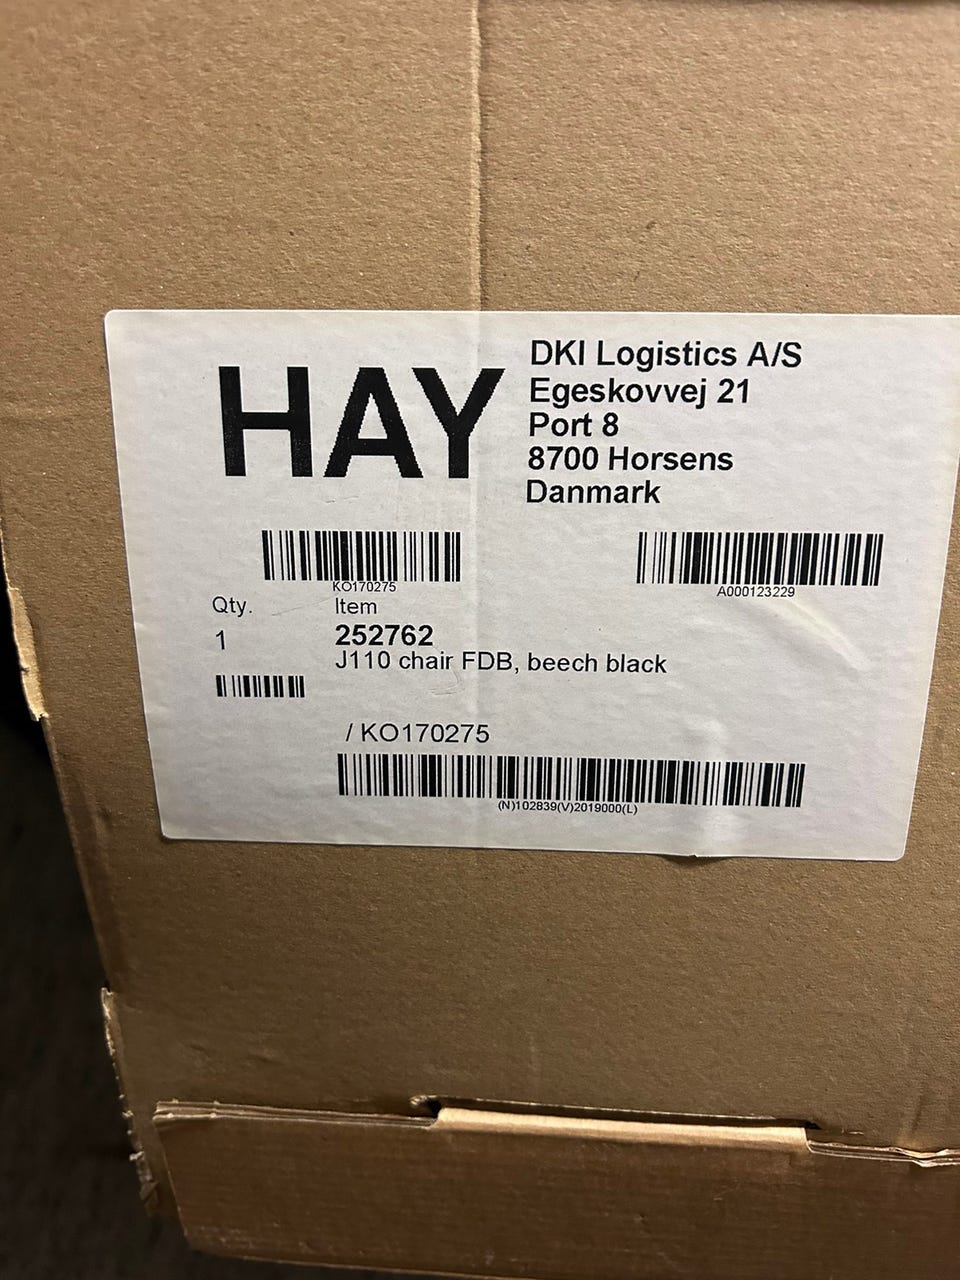 HAY
DKI Logistics A/S
Egeskovvej 21
Port 8
8700 Horsens
Danmark
KO170275
A000123229
Qty.
Item
1
252762
J110 chair FDB, beech black
/ KO170275
(N)102839(V)2019000(L)